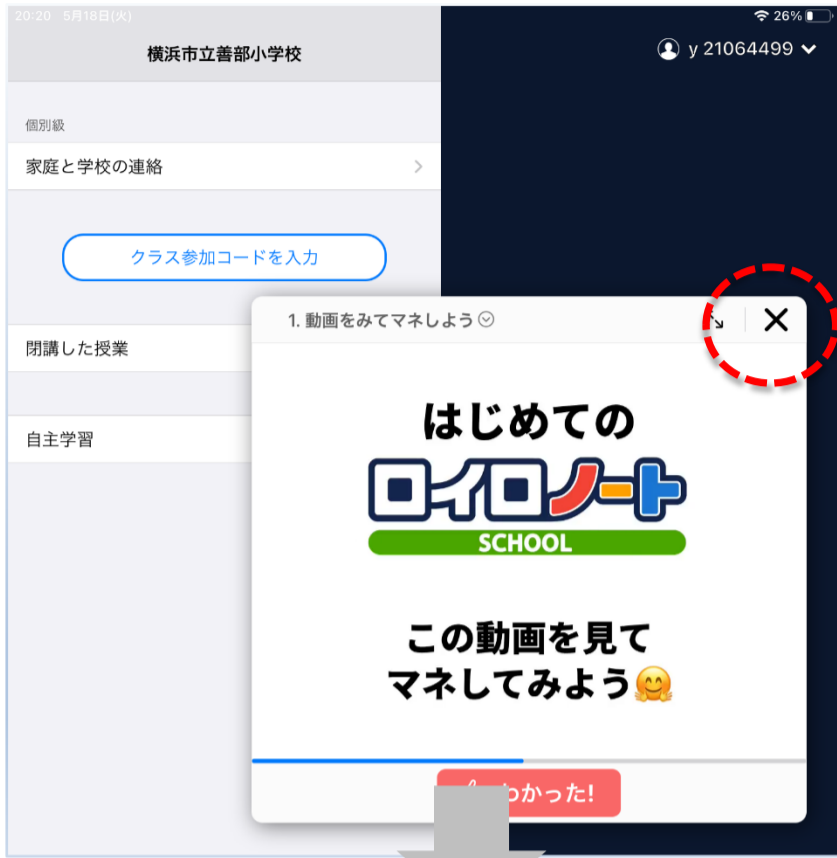 20:20 5月18日(火)
26%
横浜市立善部小学校
y 21064499
個別級
家庭と学校の連絡
クラス参加コードを入力
閉講した授業
自主学習
1. 動画をみてマネしよう
はじめての
ロイロノート
SCHOOL
この動画を見て
マネしてみよう🤗
わかった!